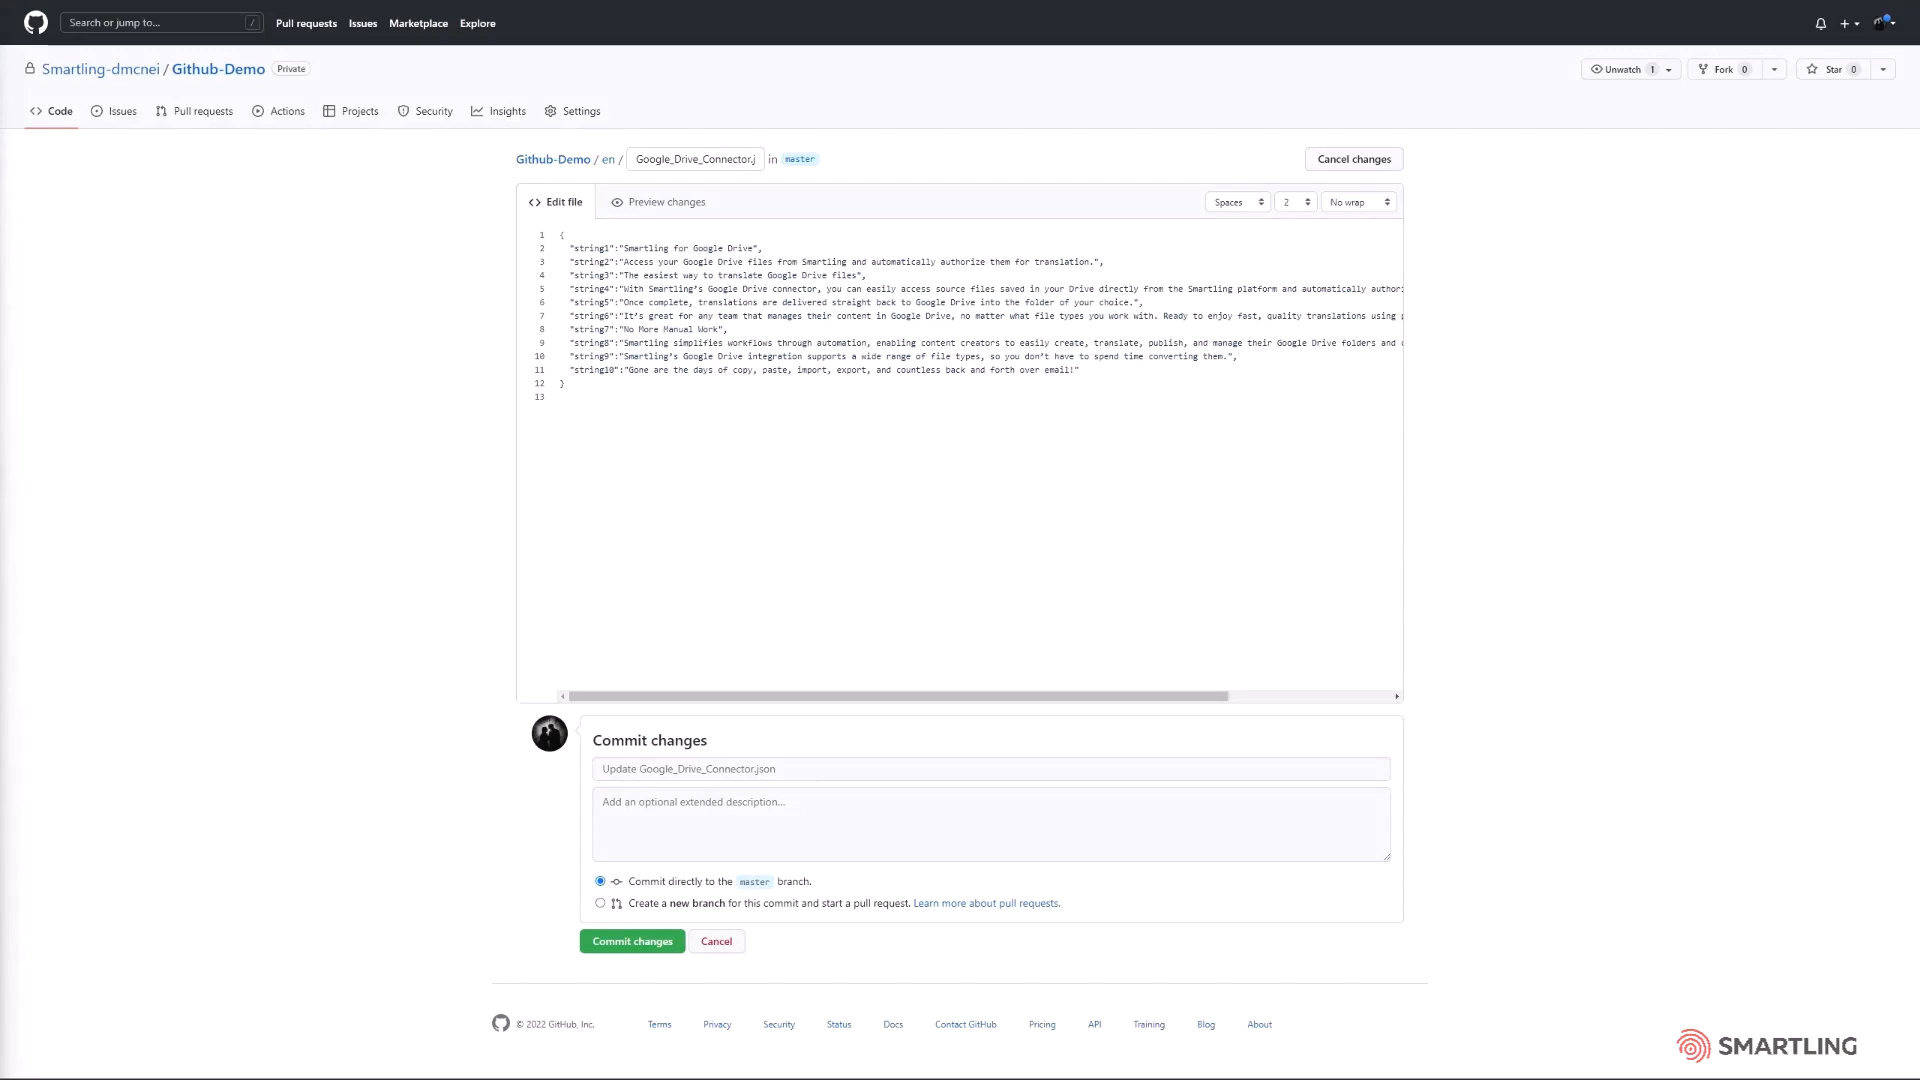 Search or jump to... /
Pull requests Issues Marketplace Explore
Smartling-dmcnei / Github-Demo Private
Unwatch 1 Fork 0 Star 0
Code Issues Pull requests Actions Projects Security Insights Settings
Github-Demo / en / Google_Drive_Connector.j in master
Cancel changes
Edit file Preview changes
Spaces 2 No wrap
1 {
2 "string1":"Smartling for Google Drive",
3 "string2":"Access your Google Drive files from Smartling and automatically authorize them for translation.",
4 "string3":"The easiest way to translate Google Drive files",
5 "string4":"With Smartling’s Google Drive connector, you can easily access source files saved in your Drive directly from the Smartling platform and automatically authori
6 "string5":"Once complete, translations are delivered straight back to Google Drive into the folder of your choice.",
7 "string6":"It’s great for any team that manages their content in Google Drive, no matter what file types you work with. Ready to enjoy fast, quality translations using
8 "string7":"No More Manual Work",
9 "string8":"Smartling simplifies workflows through automation, enabling content creators to easily create, translate, publish, and manage their Google Drive folders and
10 "string9":"Smartling’s Google Drive integration supports a wide range of file types, so you don’t have to spend time converting them.",
11 "string10":"Gone are the days of copy, paste, import, export, and countless back and forth over email!"
12 }
13
Commit changes
Update Google_Drive_Connector.json
Add an optional extended description...
Commit directly to the master branch.
Create a new branch for this commit and start a pull request. Learn more about pull requests.
Commit changes Cancel
© 2022 GitHub, Inc. Terms Privacy Security Status Docs Contact GitHub Pricing API Training Blog About
SMARTLING